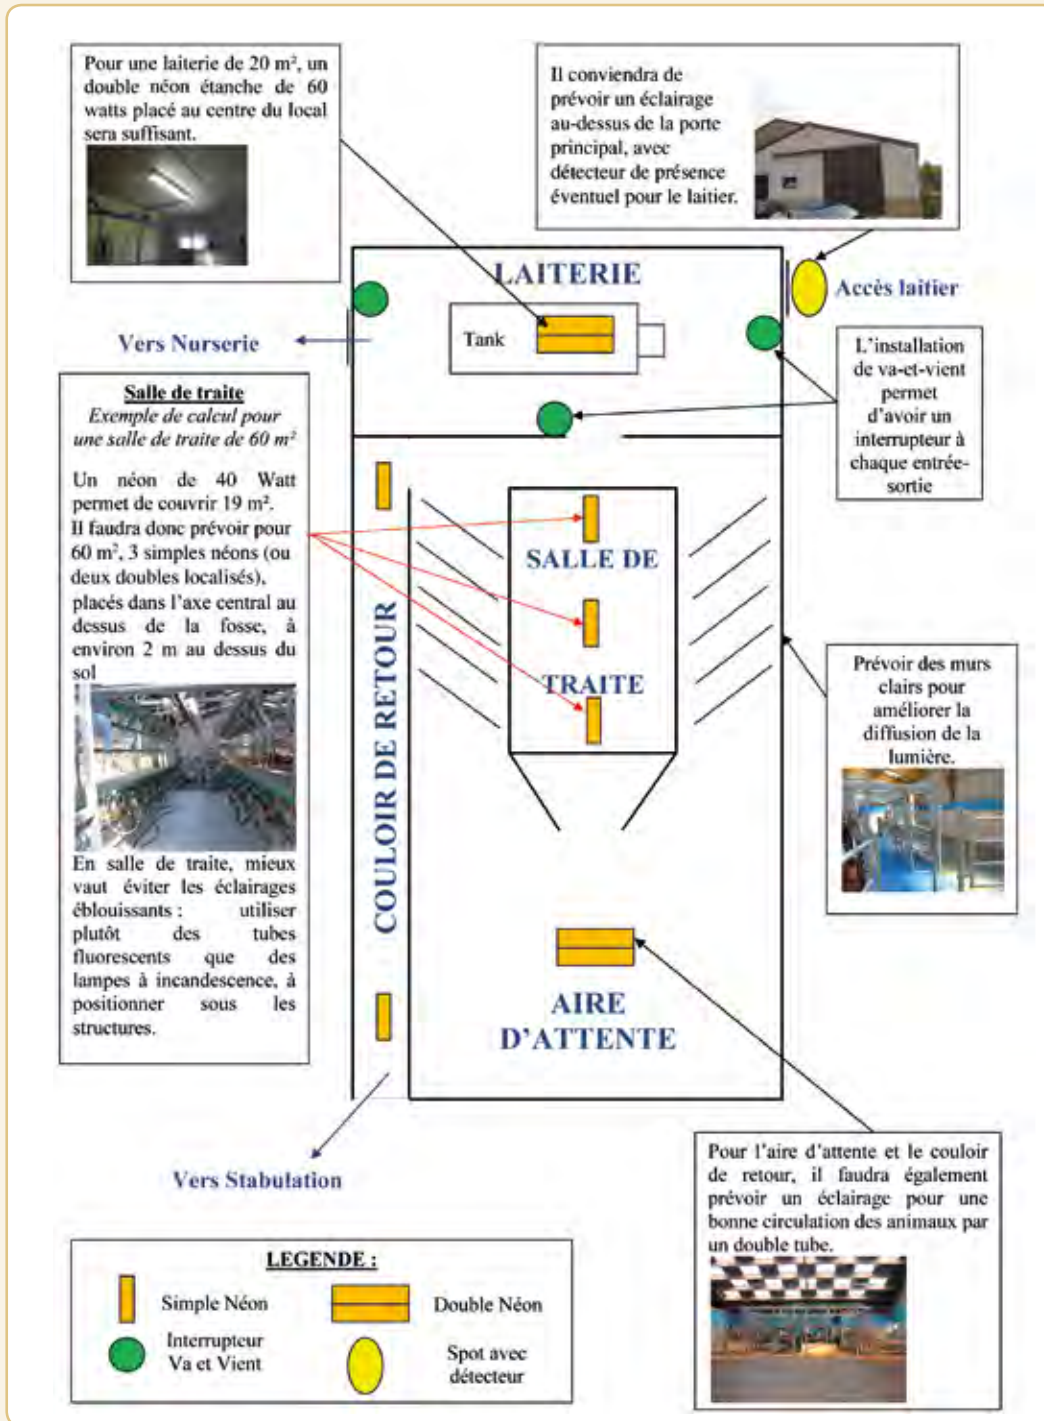 Pour une laiterie de 20 m², un
double néon étanche de 60
watts placé au centre du local
sera suffisant.
Il conviendra de
prévoir un éclairage
au-dessus de la porte
principal, avec
détecteur de présence
éventuel pour le laitier.
LAITERIE
Accès laitier
Tank
Vers Nurserie
L'installation
de va-et-vient
permet
d'avoir un
interrupteur à
chaque entrée-
sortie
Salle de traite
Exemple de calcul pour
une salle de traite de 60 m²
Un néon de 40 Watt
permet de couvrir 19 m².
Il faudra donc prévoir pour
60 m², 3 simples néons (ou
deux doubles localisés),
placés dans l'axe central au
dessus de la fosse, à
environ 2 m au dessus du
sol
En salle de traite, mieux
vaut éviter les éclairages
éblouissants : utiliser
plutôt des tubes
fluorescents que des
lampes à incandescence, à
positionner sous les
structures.
COULOIR DE RETOUR
SALLE DE
TRAITE
Prévoir des murs
clairs pour
améliorer la
diffusion de la
lumière.
AIRE
D'ATTENTE
Vers Stabulation
Pour l'aire d'attente et le couloir
de retour, il faudra également
prévoir un éclairage pour une
bonne circulation des animaux par
un double tube.
LEGENDE :
Simple Néon
Double Néon
Interrupteur
Va et Vient
Spot avec
détecteur